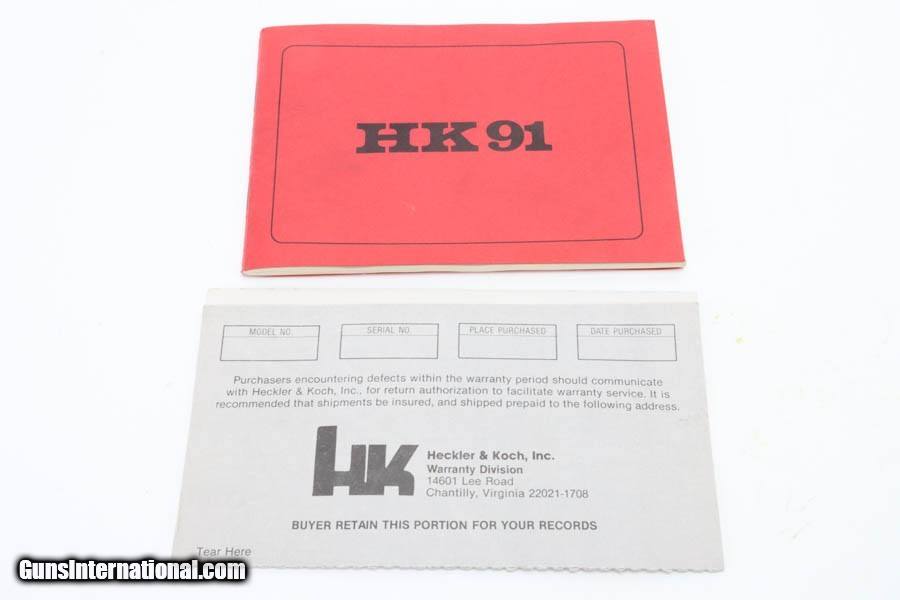 HK 91
MODEL NO.
SERIAL NO.
PLACE PURCHASED
DATE PURCHASED
Purchasers encountering defects within the warranty period should communicate
with Heckler & Koch, Inc., for return authorization to facilitate warranty service. It is
recommended that shipments be insured, and shipped prepaid to the following address.
HK
Heckler & Koch, Inc.
Warranty Division
14601 Lee Road
Chantilly, Virginia 22021-1708
BUYER RETAIN THIS PORTION FOR YOUR RECORDS
Tear Here
GunsInternational.com